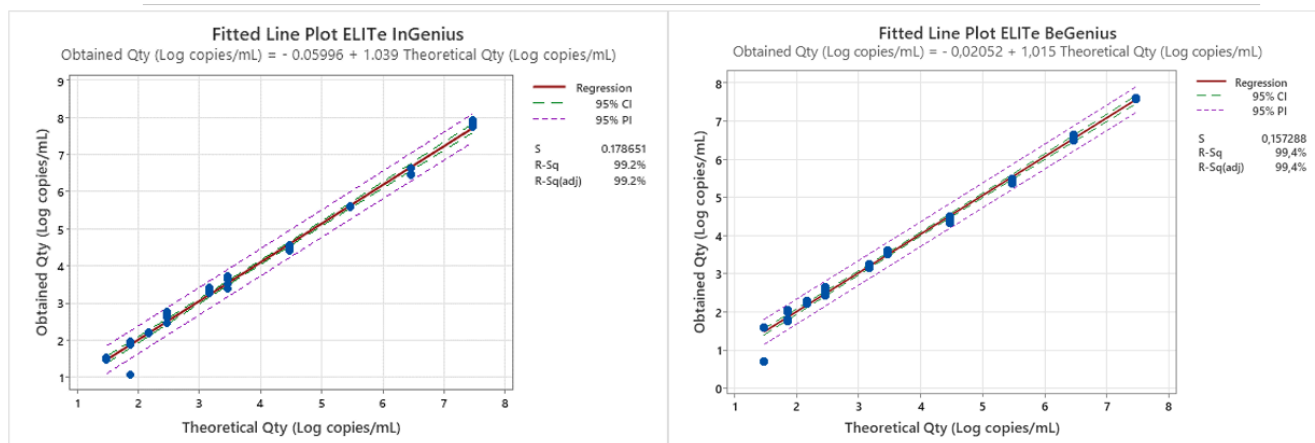 Fitted Line Plot ELITe InGenius
Obtained Qty (Log copies/mL) = - 0.05996 + 1.039 Theoretical Qty (Log copies/mL)
9
8
7
6
5
4
3
2
1
Obtained Qty (Log copies/mL)
1 2 3 4 5 6 7 8
Theoretical Qty (Log copies/mL)
Regression
95% CI
95% PI
S 0.178651
R-Sq 99.2%
R-Sq(adj) 99.2%
Fitted Line Plot ELITe BeGenius
Obtained Qty (Log copies/mL) = - 0,02052 + 1,015 Theoretical Qty (Log copies/mL)
8
7
6
5
4
3
2
1
0
Obtained Qty (Log copies/mL)
1 2 3 4 5 6 7 8
Theoretical Qty (Log copies/mL)
Regression
95% CI
95% PI
S 0,157288
R-Sq 99,4%
R-Sq(adj) 99,4%